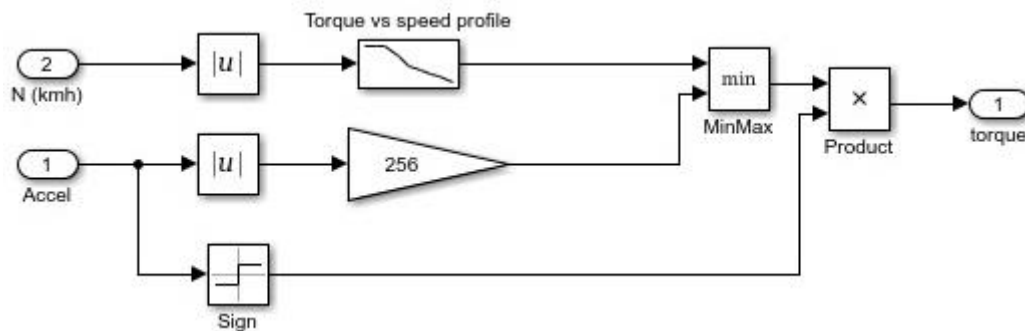 Torque vs speed profile
2
N (kmh)
|u|
min
MinMax
×
Product
1
torque
1
Accel
|u|
256
Sign